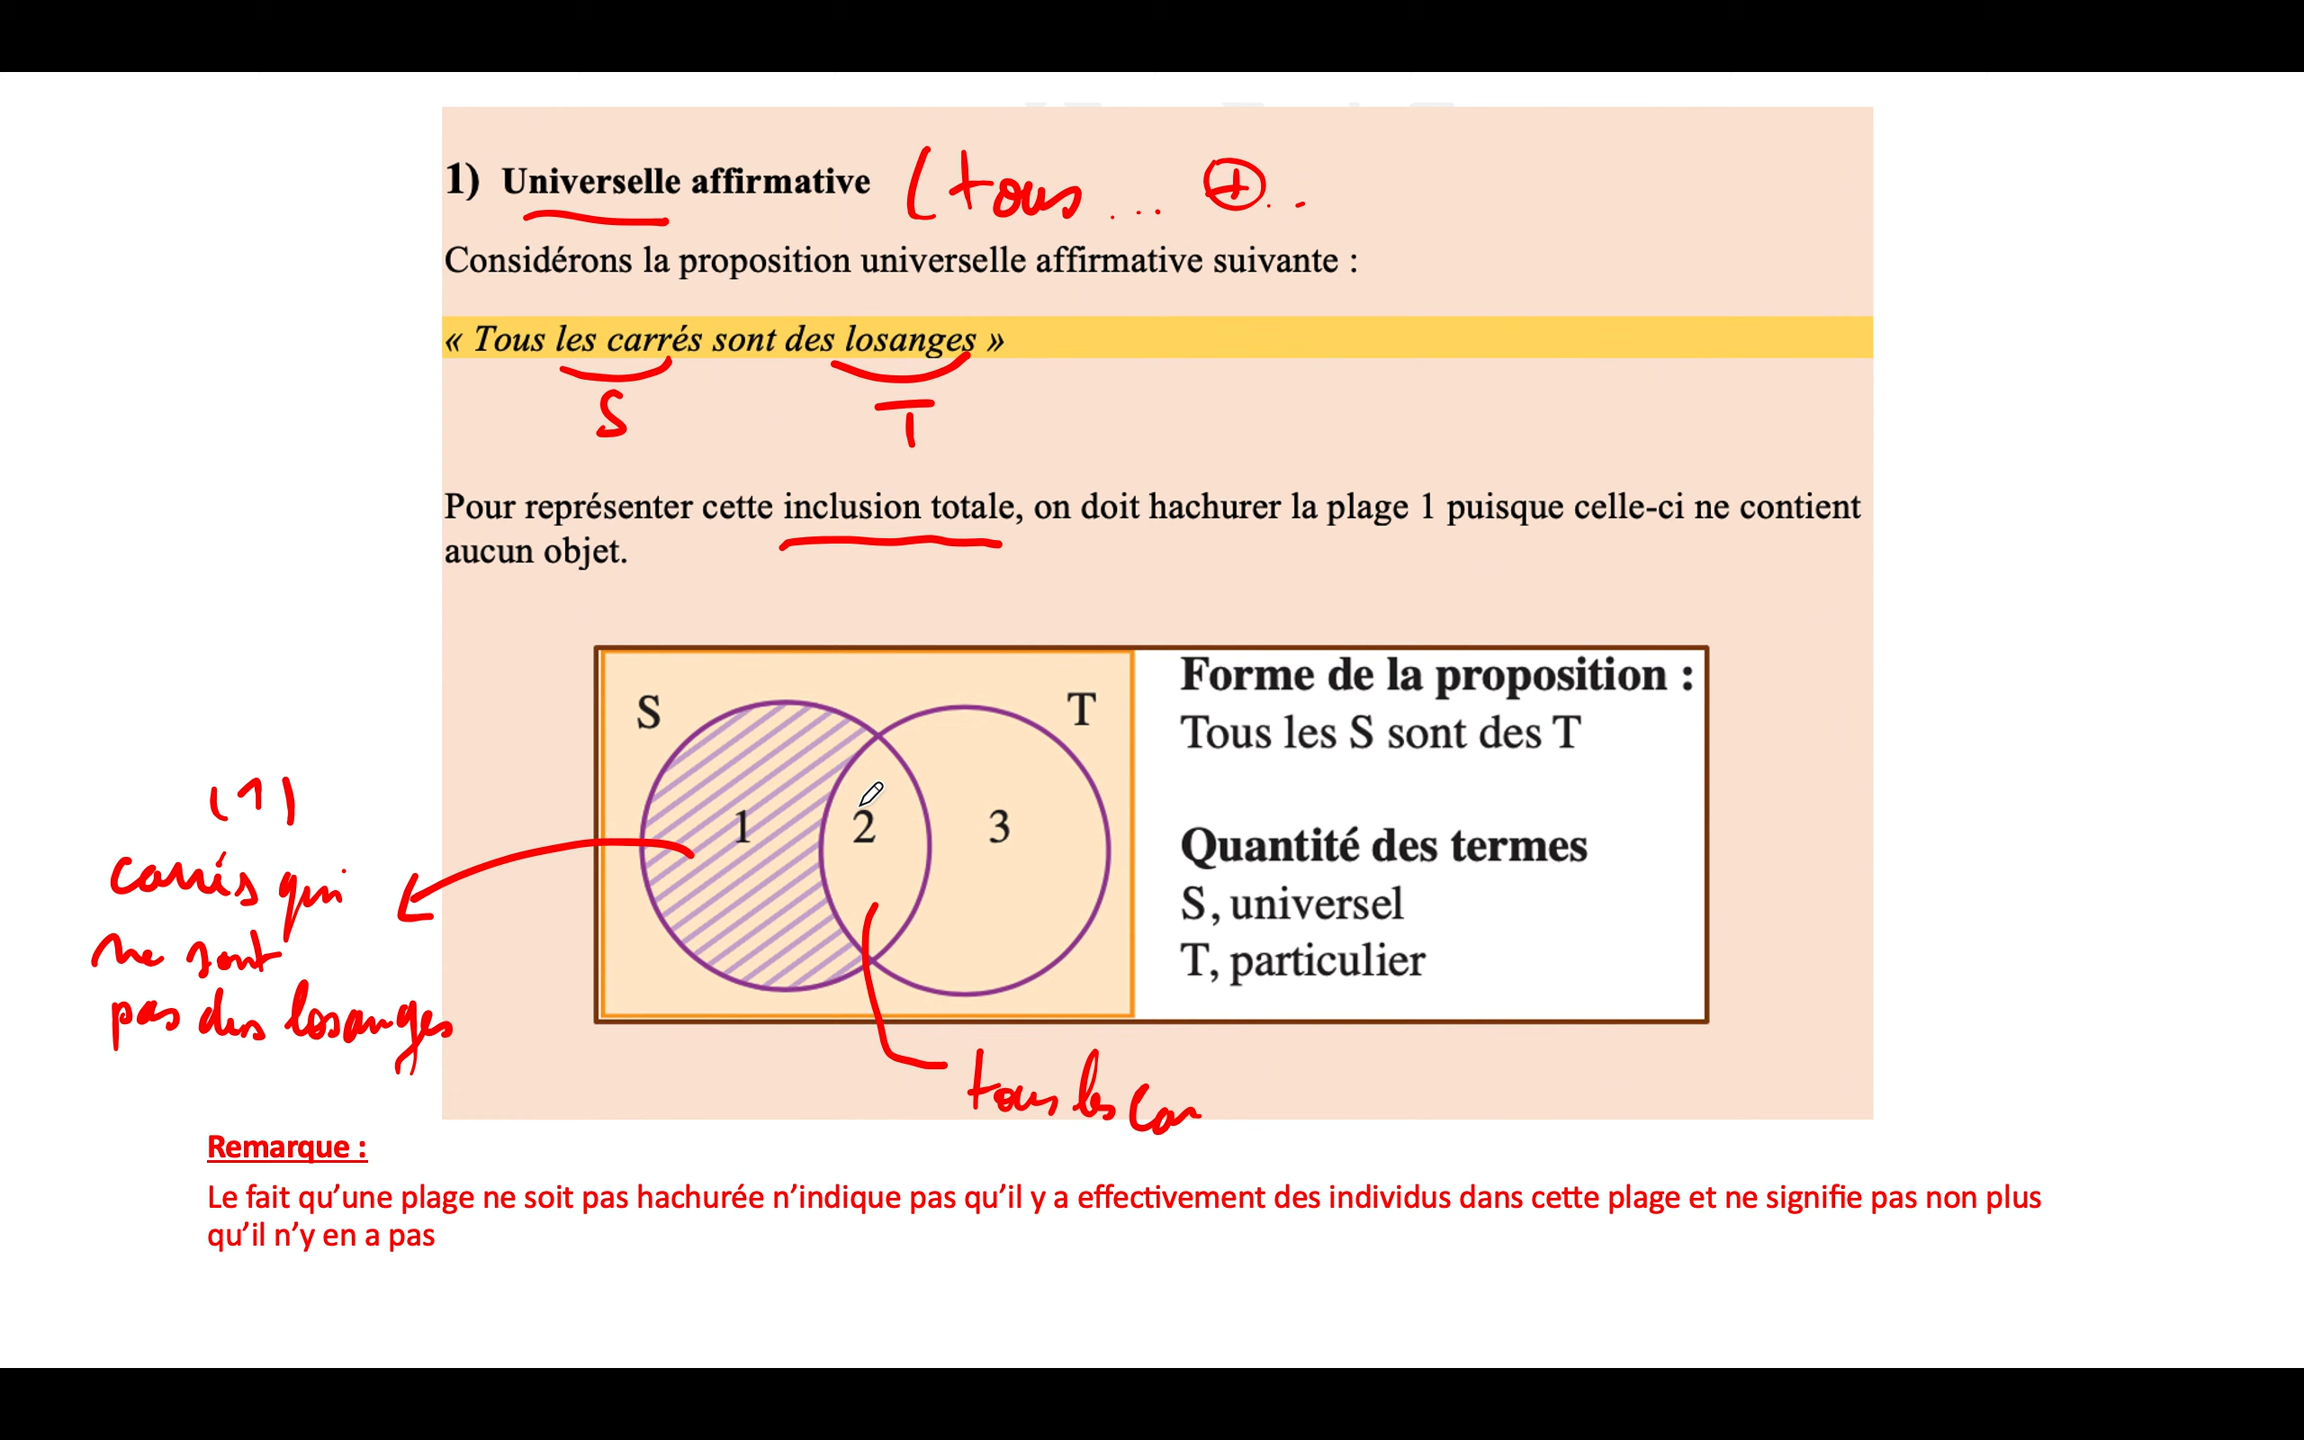 1) Universelle affirmative (tous ... + ..
Considérons la proposition universelle affirmative suivante :
« Tous les carrés sont des losanges »
S T
Pour représenter cette inclusion totale, on doit hachurer la plage 1 puisque celle-ci ne contient
aucun objet.
S T
1 2 3
Forme de la proposition :
Tous les S sont des T
Quantité des termes
S, universel
T, particulier
(1)
carrés qui
ne sont
pas des losanges
tous les car
Remarque :
Le fait qu’une plage ne soit pas hachurée n’indique pas qu’il y a effectivement des individus dans cette plage et ne signifie pas non plus
qu’il n’y en a pas